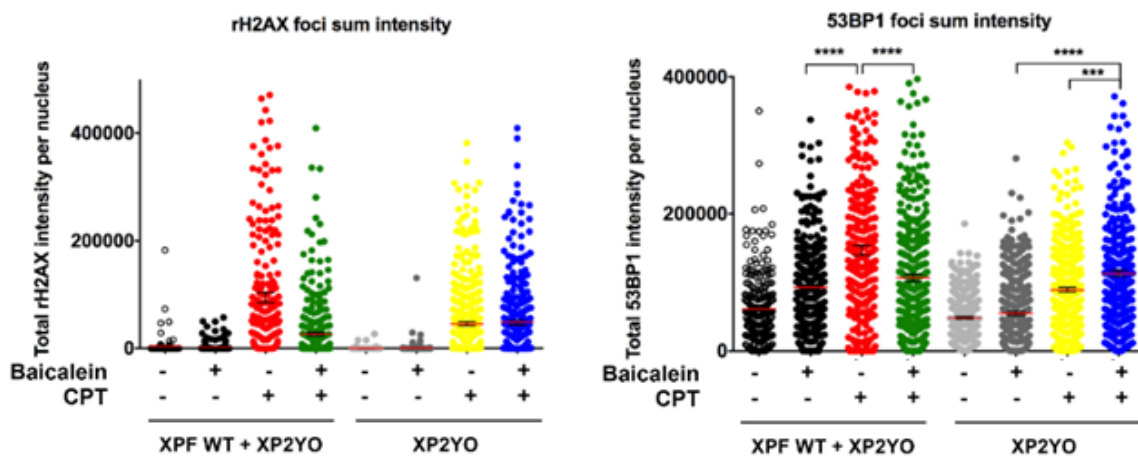 rH2AX foci sum intensity
Total rH2AX intensity per nucleus
400000
200000
0
Baicalein - + - + - + - +
CPT - - + + - - + +
XPF WT + XP2YO XP2YO
53BP1 foci sum intensity
Total 53BP1 intensity per nucleus
**** **** **** ***
400000
200000
0
Baicalein - + - + - + - +
CPT - - + + - - + +
XPF WT + XP2YO XP2YO